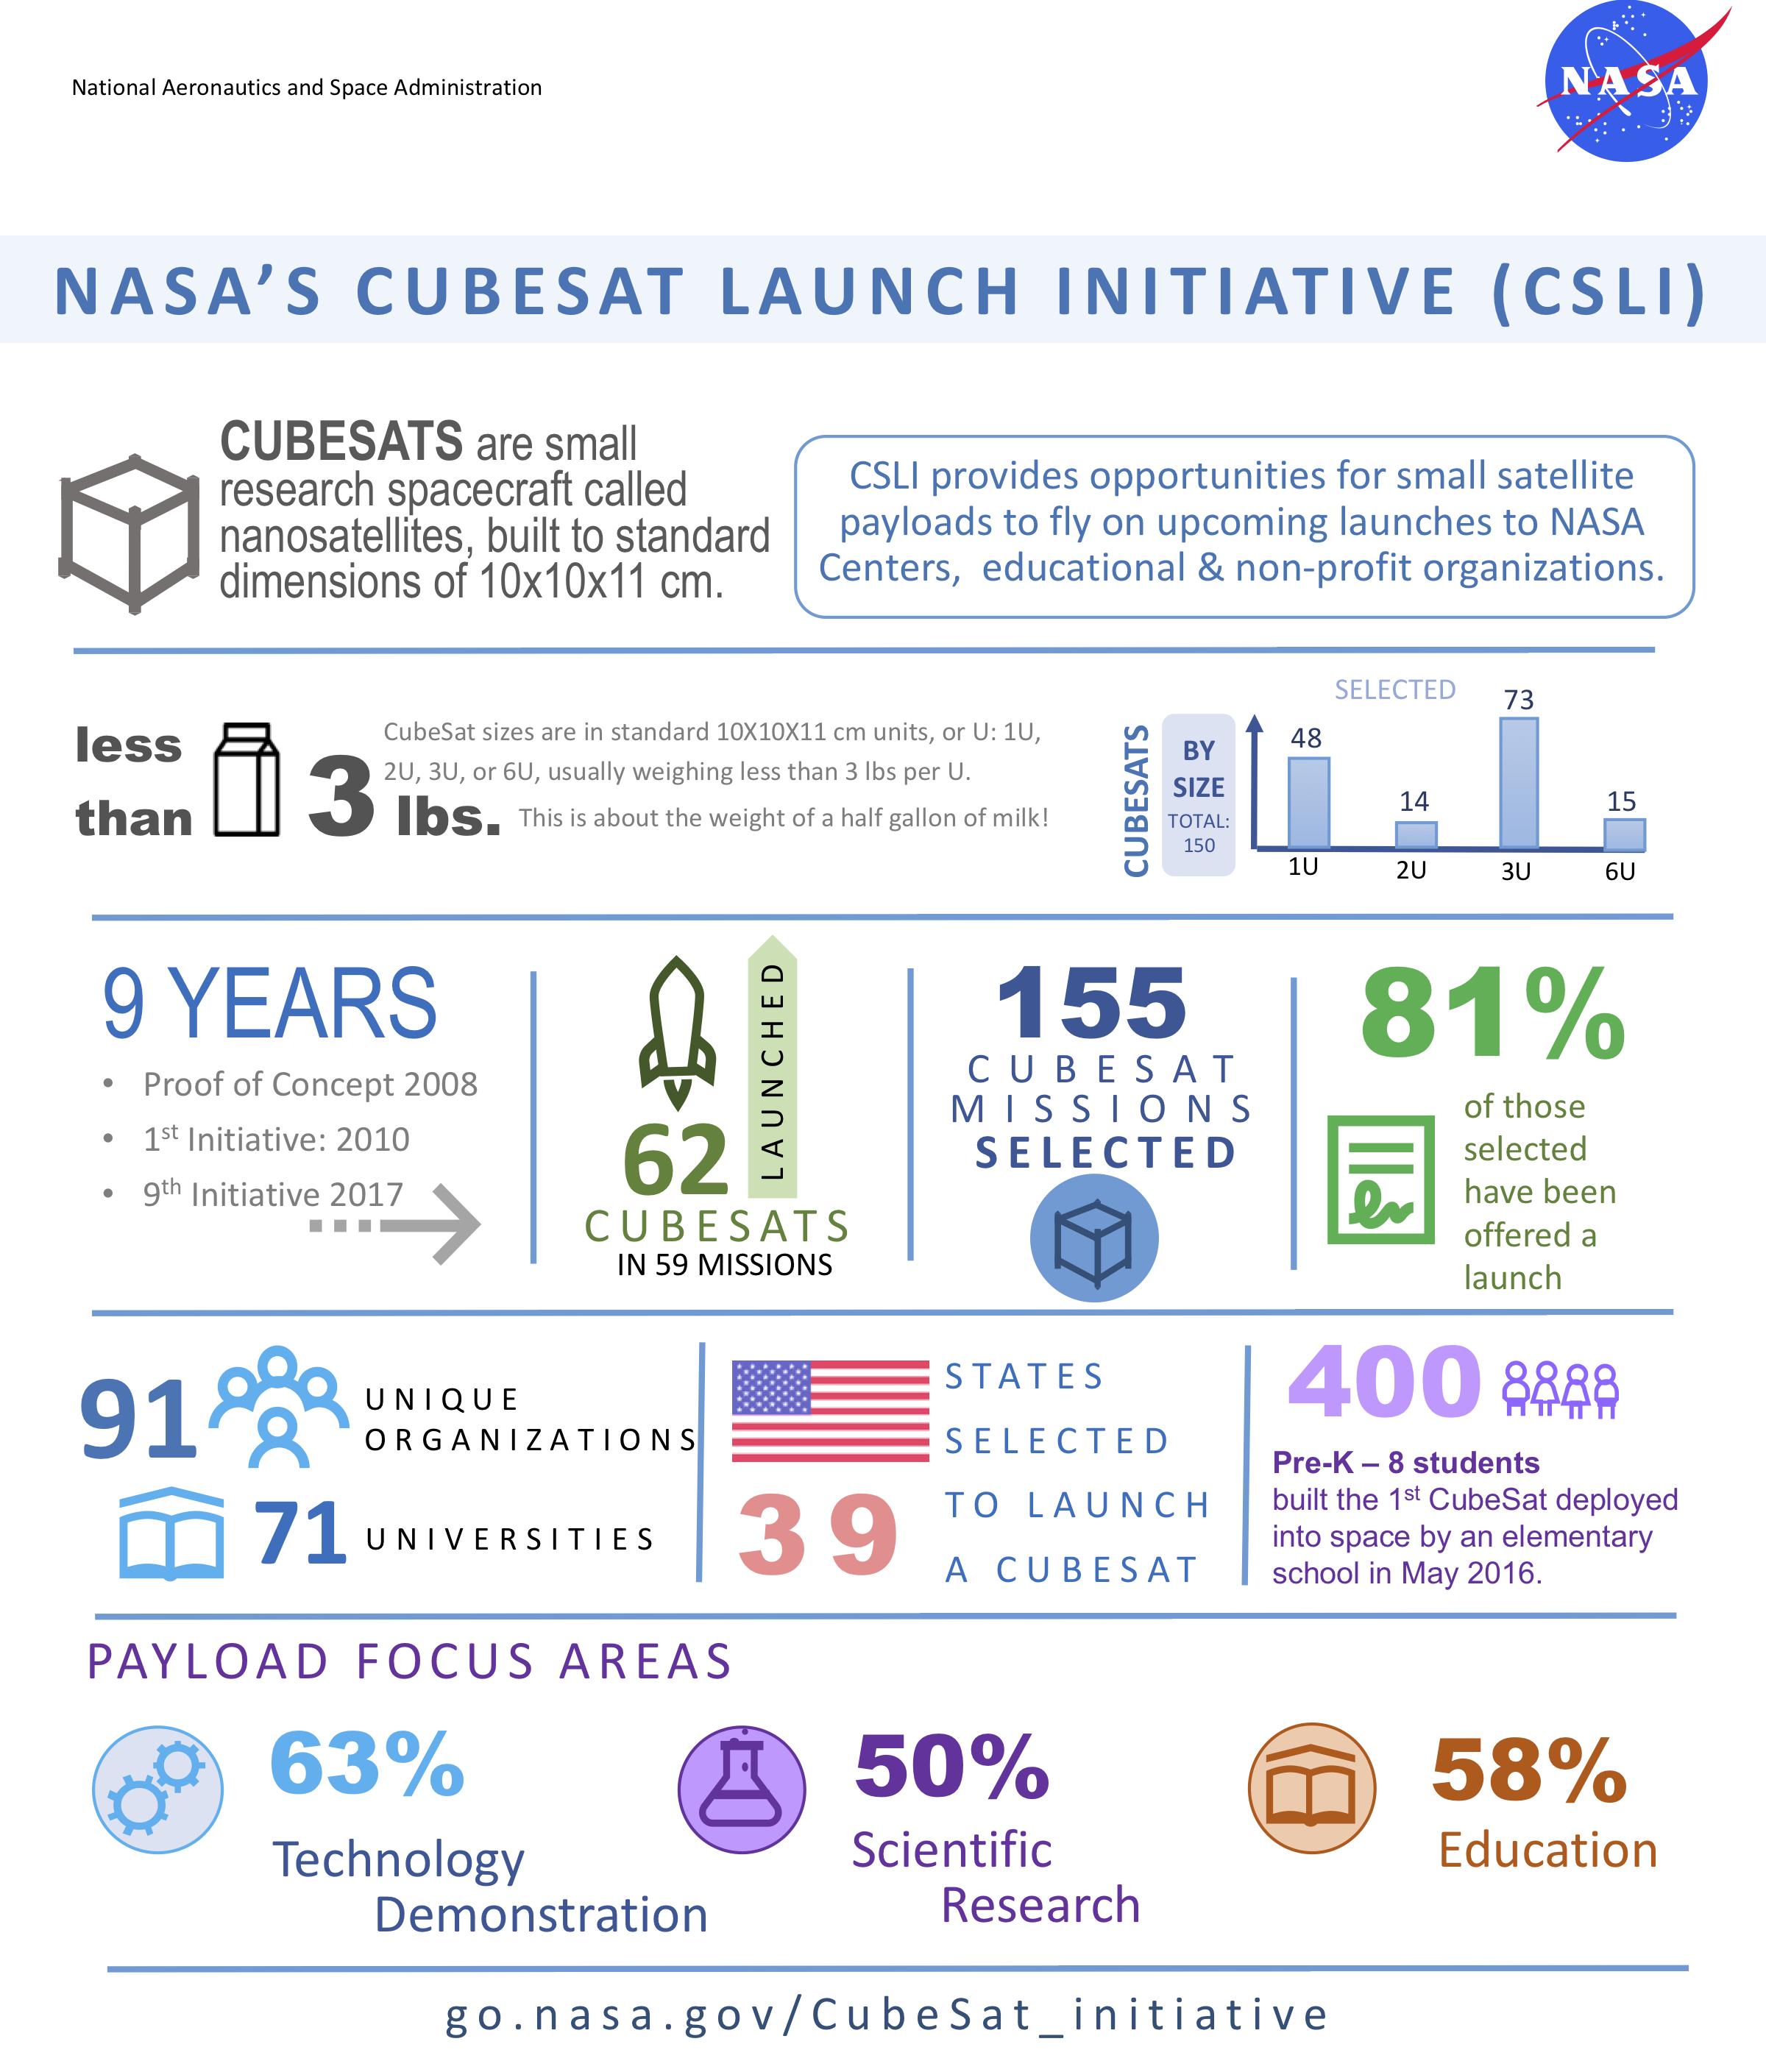 National Aeronautics and Space Administration
NASA
NASA’S CUBESAT LAUNCH INITIATIVE (CSLI)
CUBESATS are small
research spacecraft called
nanosatellites, built to standard
dimensions of 10x10x11 cm.
CSLI provides opportunities for small satellite
payloads to fly on upcoming launches to NASA
Centers,  educational & non-profit organizations.
less
than
3
lbs.
CubeSat sizes are in standard 10X10X11 cm units, or U: 1U,
2U, 3U, or 6U, usually weighing less than 3 lbs per U.
This is about the weight of a half gallon of milk!
CUBESATS
BY
SIZE
TOTAL:
150
SELECTED
48
14
73
15
1U
2U
3U
6U
9 YEARS
• Proof of Concept 2008
• 1st Initiative: 2010
• 9th Initiative 2017
LAUNCHED
62
CUBESATS
IN 59 MISSIONS
155
CUBESAT
MISSIONS
SELECTED
81%
of those
selected
have been
offered a
launch
91
UNIQUE
ORGANIZATIONS
71
UNIVERSITIES
39
STATES
SELECTED
TO LAUNCH
A CUBESAT
400
Pre-K – 8 students
built the 1st CubeSat deployed
into space by an elementary
school in May 2016.
PAYLOAD FOCUS AREAS
63%
Technology
Demonstration
50%
Scientific
Research
58%
Education
go.nasa.gov/CubeSat_initiative